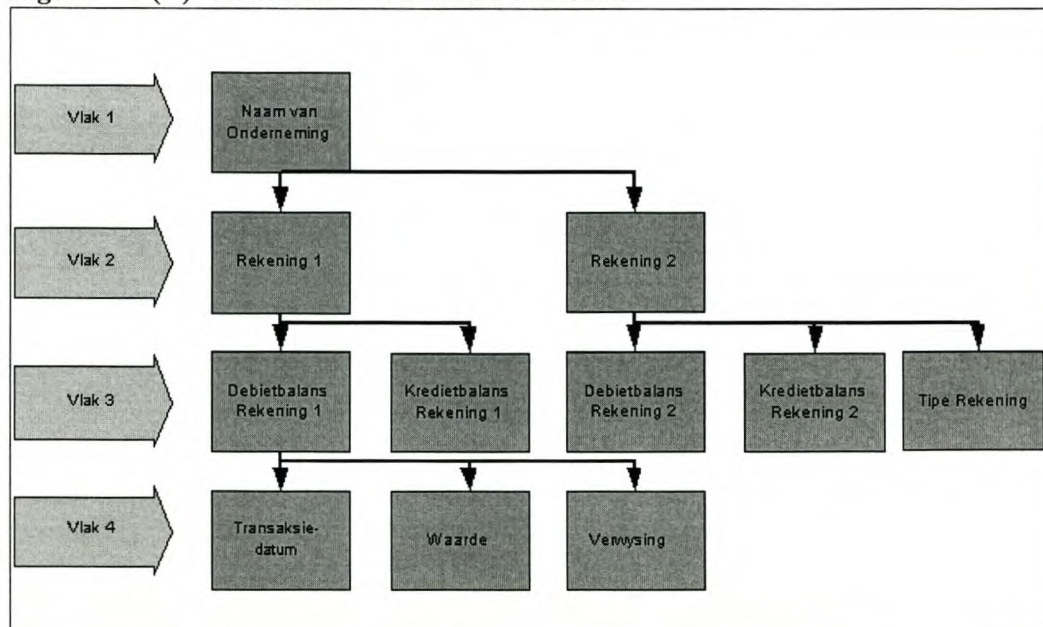 Vlak 1
Naam van
Onderneming
Vlak 2
Rekening 1
Rekening 2
Vlak 3
Debietbalans
Rekening 1
Kredietbalans
Rekening 1
Debietbalans
Rekening 2
Kredietbalans
Rekening 2
Tipe Rekening
Vlak 4
Transaksie-
datum
Waarde
Verwysing